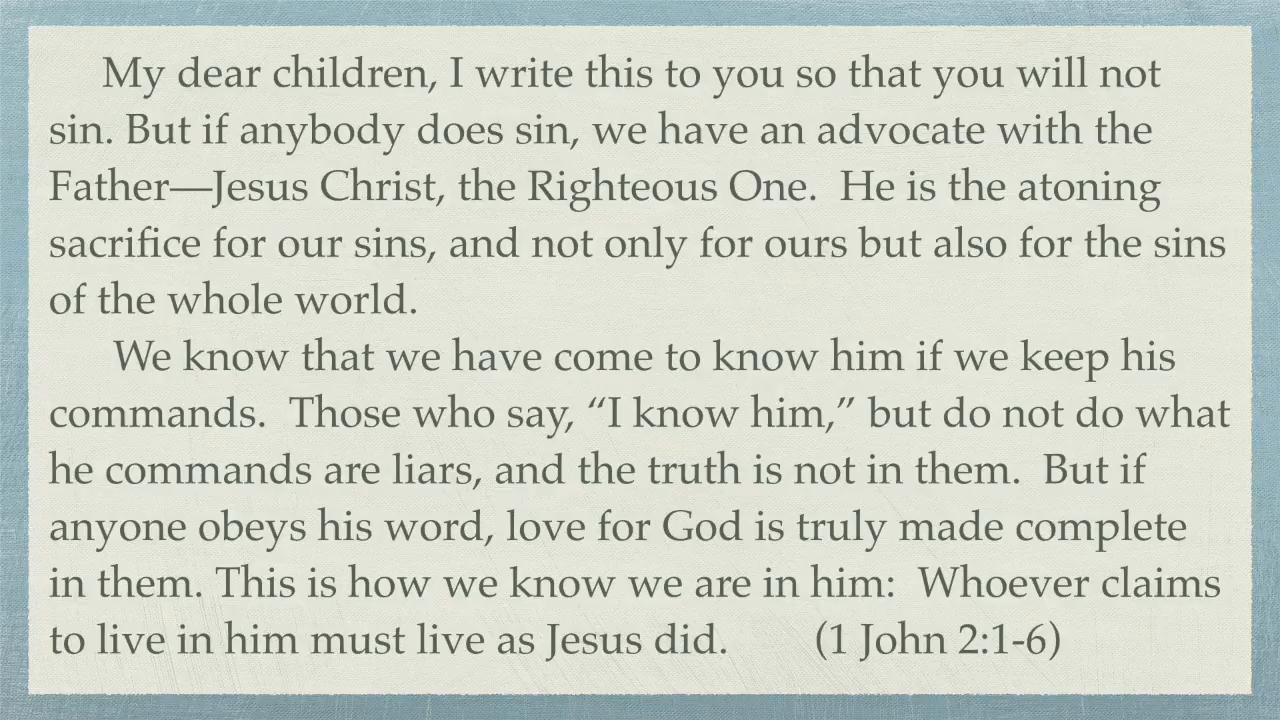 My dear children, I write this to you so that you will not
sin. But if anybody does sin, we have an advocate with the
Father—Jesus Christ, the Righteous One.  He is the atoning
sacrifice for our sins, and not only for ours but also for the sins
of the whole world.
We know that we have come to know him if we keep his
commands.  Those who say, “I know him,” but do not do what
he commands are liars, and the truth is not in them.  But if
anyone obeys his word, love for God is truly made complete
in them. This is how we know we are in him:  Whoever claims
to live in him must live as Jesus did.        (1 John 2:1-6)